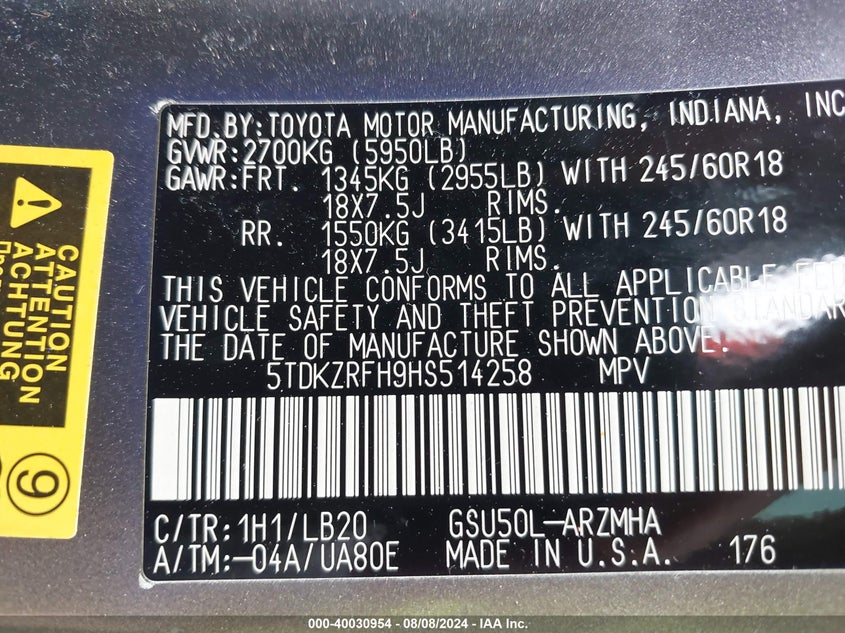 MFD.BY:TOYOTA MOTOR MANUFACTURING, INDIANA, INC
GVWR:2700KG (5950LB)
GAWR:FRT. 1345KG (2955LB) WITH 245/60R18
18X7.5J RIMS.
RR. 1550KG (3415LB) WITH 245/60R18
18X7.5J RIMS.
THIS VEHICLE CONFORMS TO ALL APPLICABLE
VEHICLE SAFETY AND THEFT PREVENTION STANDAR
THE DATE OF MANUFACTURE SHOWN ABOVE.
5TDKZRFH9HS514258 MPV
C/TR:1H1/LB20 GSU50L-ARZMHA
A/TM:-04A/UA80E MADE IN U.S.A. 176
CAUTION
ATTENTION
ACHTUNG
9
000-40030954 - 08/08/2024 - IAA Inc.